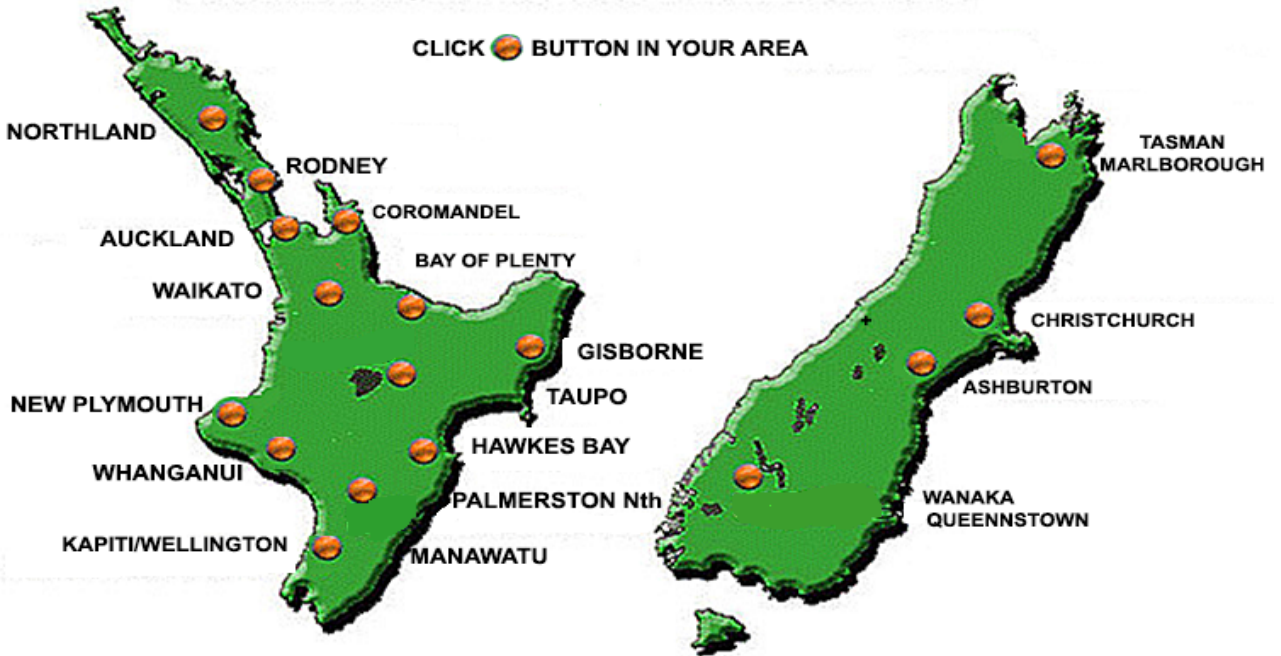 CLICK BUTTON IN YOUR AREA
NORTHLAND
RODNEY
COROMANDEL
AUCKLAND
BAY OF PLENTY
WAIKATO
GISBORNE
TAUPO
NEW PLYMOUTH
HAWKES BAY
WHANGANUI
PALMERSTON Nth
KAPITI/WELLINGTON
MANAWATU
TASMAN
MARLBOROUGH
CHRISTCHURCH
ASHBURTON
WANAKA
QUEENNSTOWN